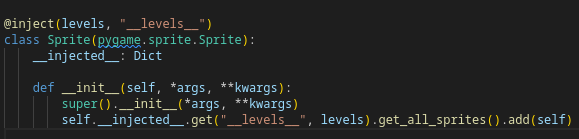 @inject(levels, "__levels__")
class Sprite(pygame.sprite.Sprite):
    __injected__: Dict

    def __init__(self, *args, **kwargs):
        super().__init__(*args, **kwargs)
        self.__injected__.get("__levels__", levels).get_all_sprites().add(self)